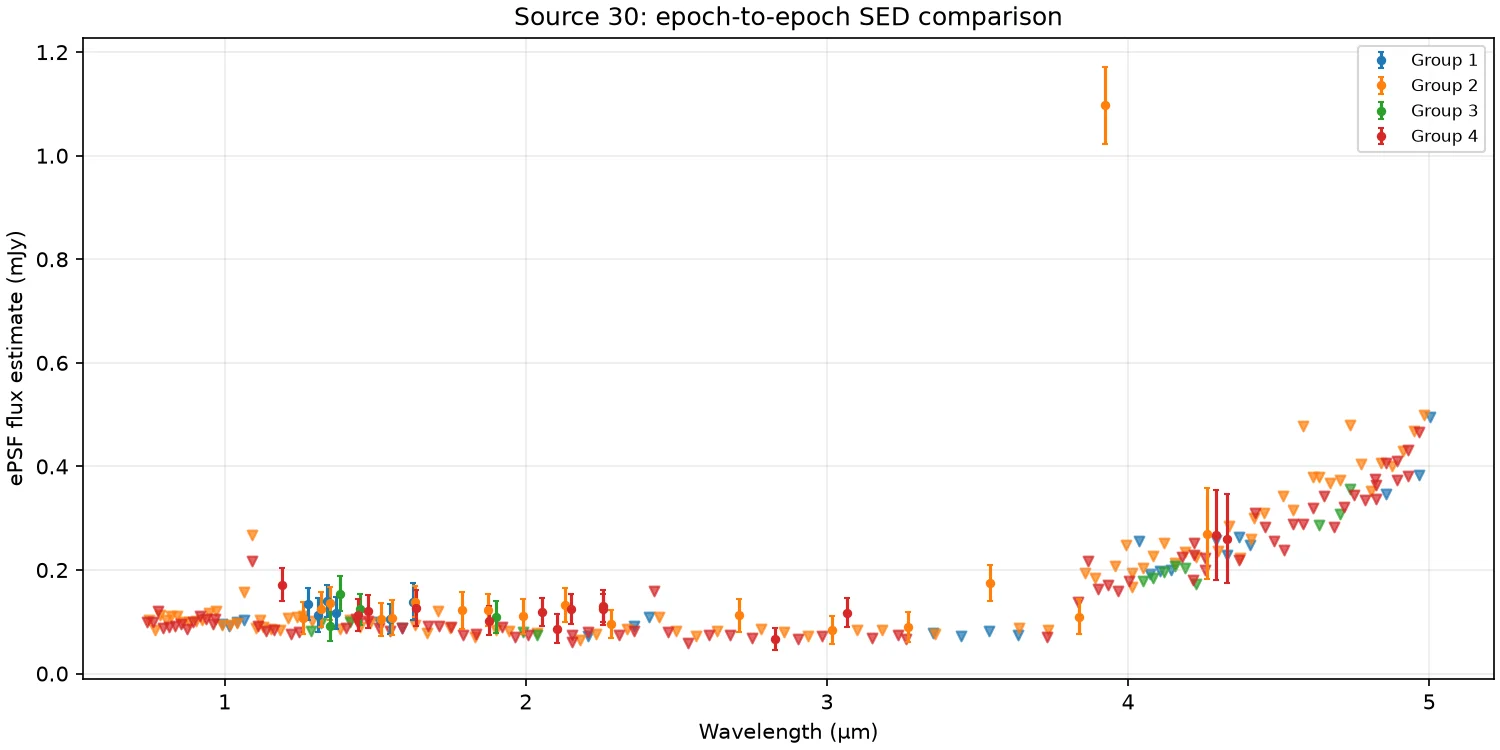 Source 30: epoch-to-epoch SED comparison
ePSF flux estimate (mJy)
1.2
1.0
0.8
0.6
0.4
0.2
0.0
Group 1
Group 2
Group 3
Group 4
1 2 3 4 5
Wavelength (μm)